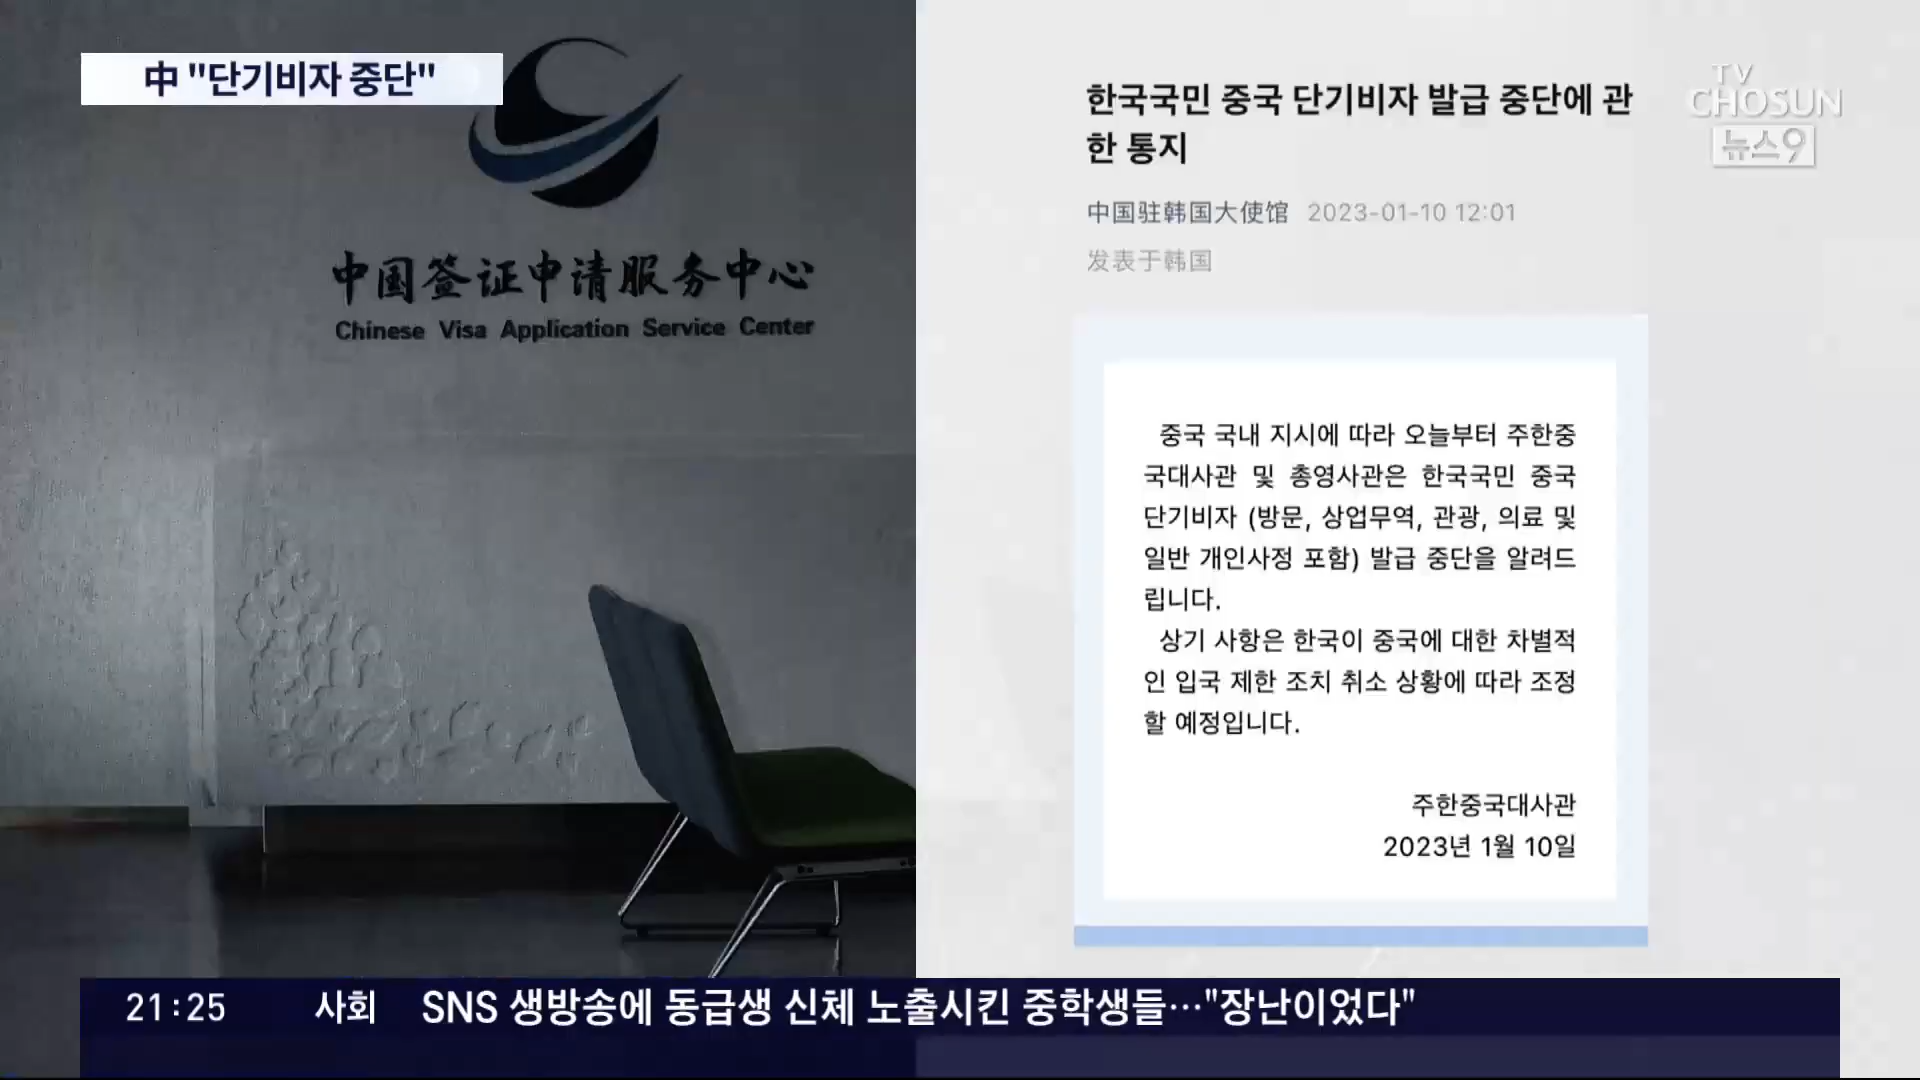 中 "단기비자 중단"
中国签证申请服务中心
Chinese Visa Application Service Center
한국국민 중국 단기비자 발급 중단에 관
한 통지
中国驻韩国大使馆 2023-01-10 12:01
发表于韩国
중국 국내 지시에 따라 오늘부터 주한중
국대사관 및 총영사관은 한국국민 중국
단기비자 (방문, 상업무역, 관광, 의료 및
일반 개인사정 포함) 발급 중단을 알려드
립니다.
상기 사항은 한국이 중국에 대한 차별적
인 입국 제한 조치 취소 상황에 따라 조정
할 예정입니다.
주한중국대사관
2023년 1월 10일
TV
CHOSUN
뉴스9
21:25 사회 SNS 생방송에 동급생 신체 노출시킨 중학생들…"장난이었다"